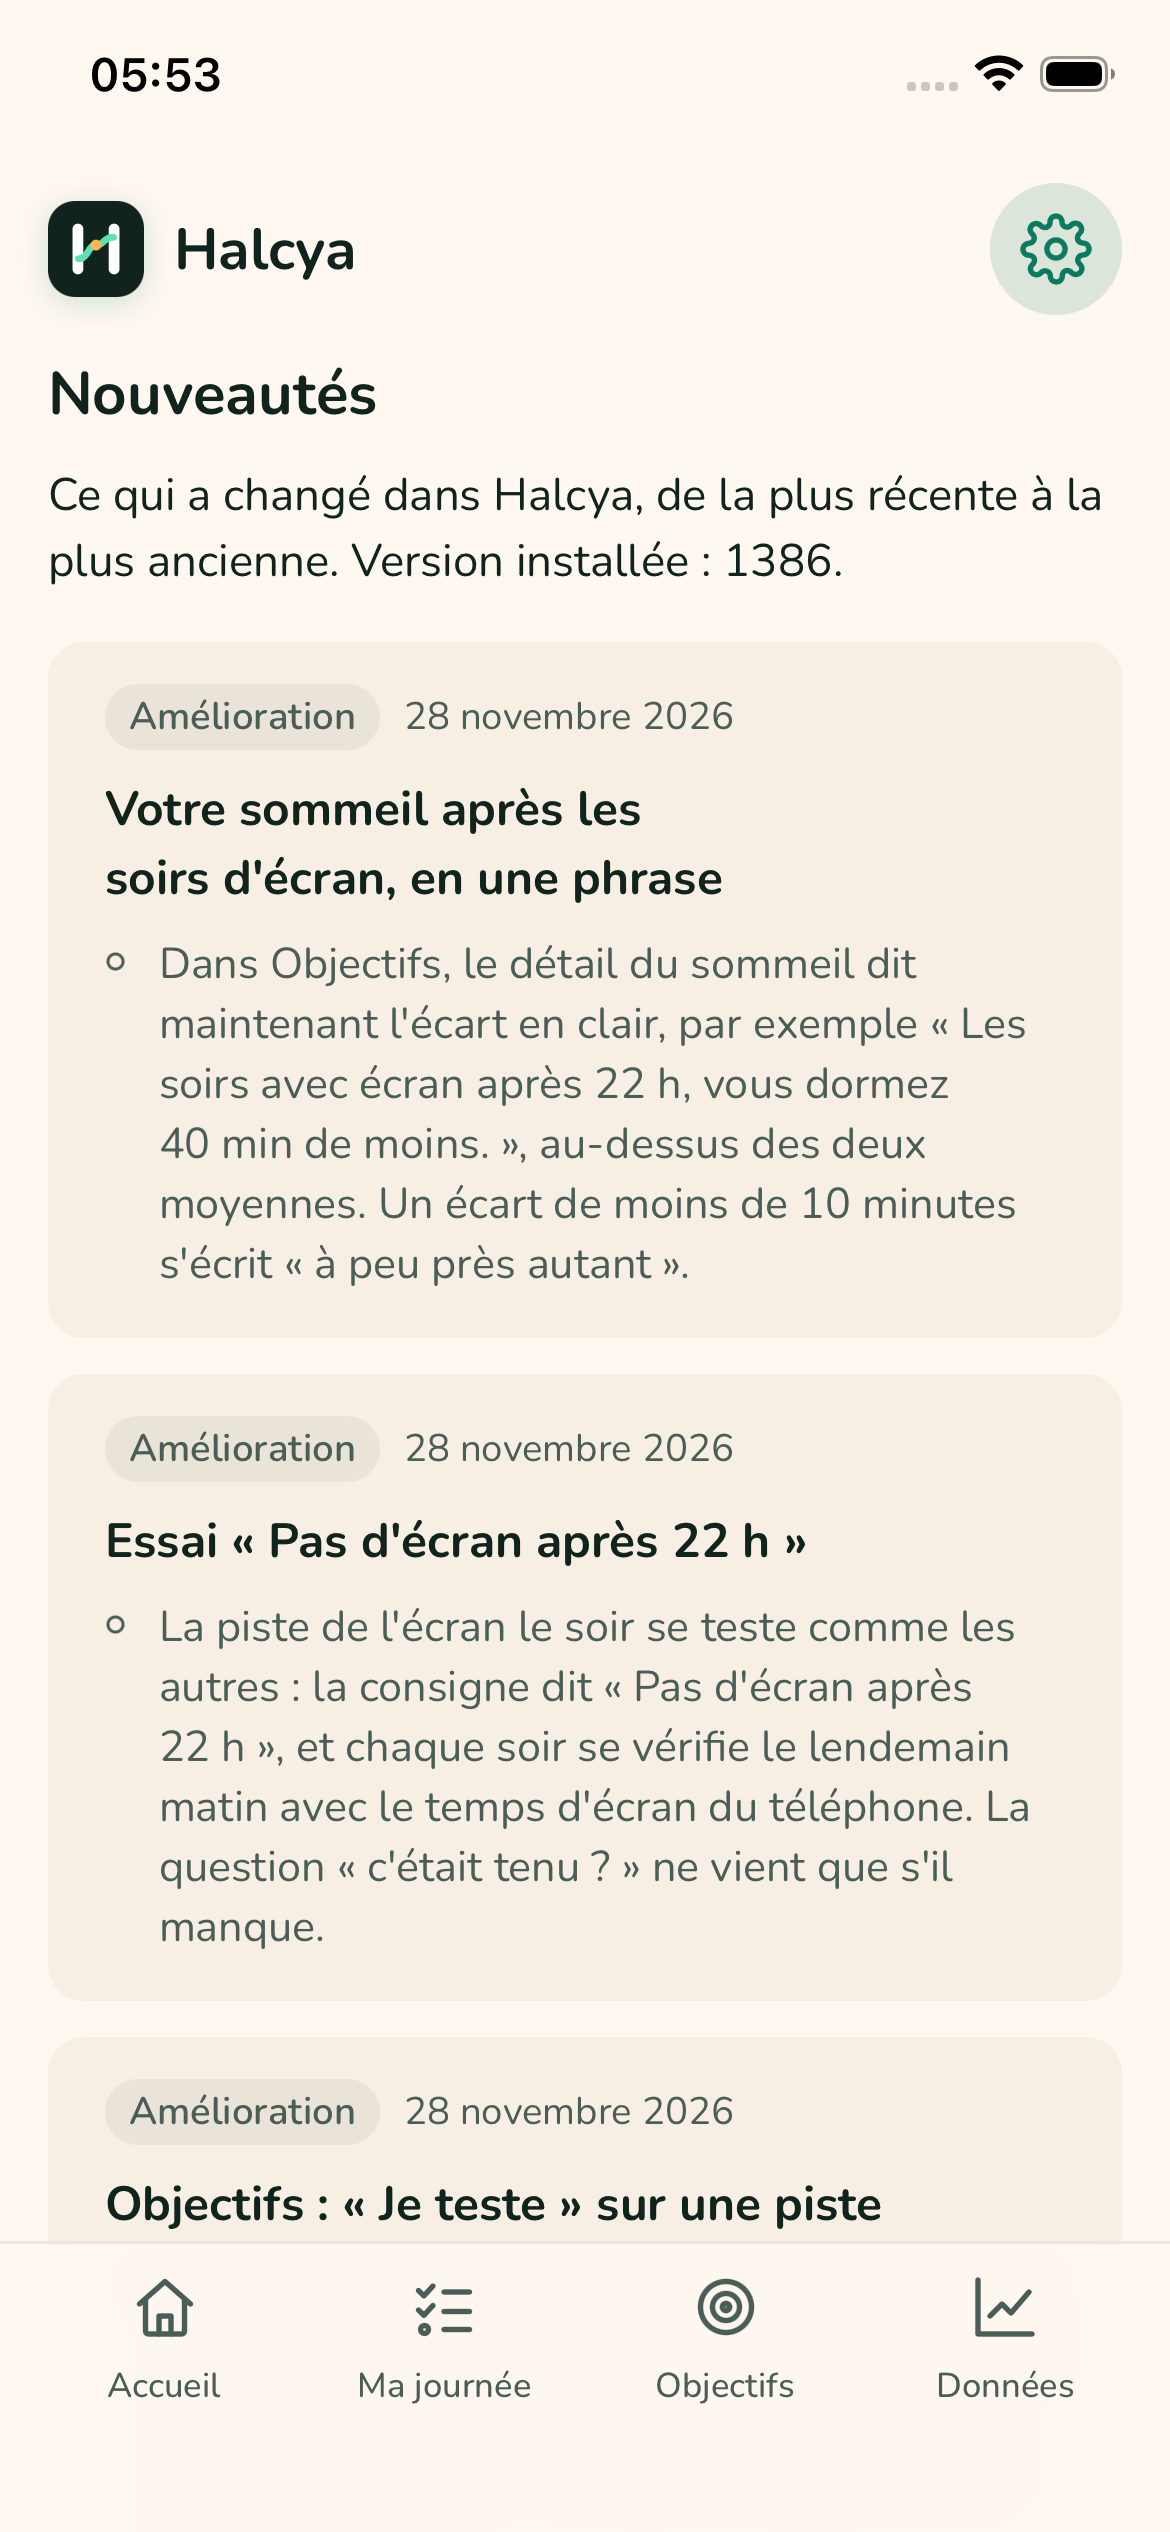 05:53
Halcya
Nouveautés
Ce qui a changé dans Halcya, de la plus récente à la
plus ancienne. Version installée : 1386.
Amélioration 28 novembre 2026
Votre sommeil après les
soirs d'écran, en une phrase
Dans Objectifs, le détail du sommeil dit
maintenant l'écart en clair, par exemple « Les
soirs avec écran après 22 h, vous dormez
40 min de moins. », au-dessus des deux
moyennes. Un écart de moins de 10 minutes
s'écrit « à peu près autant ».
Amélioration 28 novembre 2026
Essai « Pas d'écran après 22 h »
La piste de l'écran le soir se teste comme les
autres : la consigne dit « Pas d'écran après
22 h », et chaque soir se vérifie le lendemain
matin avec le temps d'écran du téléphone. La
question « c'était tenu ? » ne vient que s'il
manque.
Amélioration 28 novembre 2026
Objectifs : « Je teste » sur une piste
Accueil Ma journée Objectifs Données